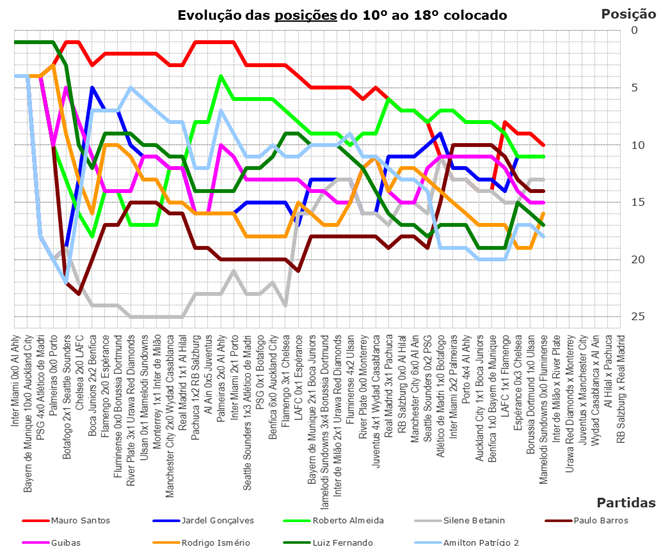 Evolução das posições do 10º ao 18º colocado
Posição
0
5
10
15
20
25
Inter Miami 0x0 Al Ahly
Bayern de Munique 10x0 Auckland City
PSG 4x0 Atlético de Madri
Palmeiras 0x0 Porto
Botafogo 2x1 Seattle Sounders
Chelsea 2x0 LAFC
Boca Juniors 2x2 Benfica
Flamengo 2x0 Espérance
Fluminense 0x0 Borussia Dortmund
River Plate 3x1 Urawa Red Diamonds
Ulsan 0x1 Mamelodi Sundowns
Monterrey 1x1 Inter de Milão
Manchester City 2x0 Wydad Casablanca
Real Madrid 1x1 Al Hilal
Pachuca 1x2 RB Salzburg
Al Ain 0x5 Juventus
Palmeiras 2x0 Al Ahly
Inter Miami 2x1 Porto
Seattle Sounders 1x3 Atlético de Madri
PSG 0x1 Botafogo
Benfica 6x0 Auckland City
Flamengo 3x1 Chelsea
LAFC 0x1 Espérance
Bayern de Munique 2x1 Boca Juniors
lamelodi Sundowns 3x4 Borussia Dortmund
Inter de Milão 2x1 Urawa Red Diamonds
Fluminense 4x2 Ulsan
River Plate 0x0 Monterrey
Juventus 4x1 Wydad Casablanca
Real Madrid 3x1 Pachuca
RB Salzburg 0x0 Al Hilal
Manchester City 6x0 Al Ain
Seattle Sounders 0x2 PSG
Atlético de Madri 1x0 Botafogo
Inter Miami 2x2 Palmeiras
Porto 4x4 Al Ahly
Auckland City 1x1 Boca Juniors
Benfica 1x0 Bayern de Munique
LAFC 1x1 Flamengo
Esperance 0x3 Chelsea
Borussia Dortmund 1x0 Ulsan
Mamelodi Sundowns 0x0 Fluminense
Inter de Milão x River Plate
Urawa Red Diamonds x Monterrey
Juventus x Manchester City
Wydad Casablanca x Al Ain
Al Hilal x Pachuca
RB Salzburg x Real Madrid
Partidas
Mauro Santos
Jardel Gonçalves
Roberto Almeida
Silene Betanin
Paulo Barros
Guibas
Rodrigo Ismério
Luiz Fernando
Amilton Patrício 2